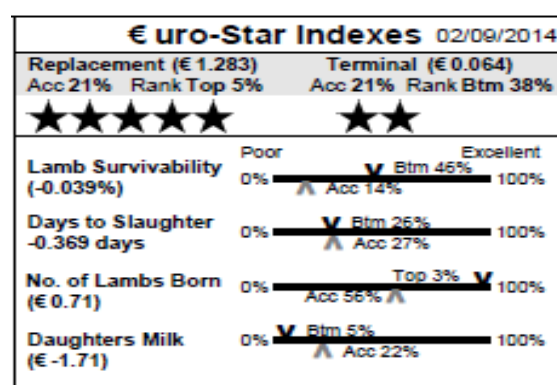 € uro-Star Indexes 02/09/2014
Replacement (€ 1.283) Terminal (€ 0.064)
Acc 21% Rank Top 5% Acc 21% Rank Btm 38%
Poor Excellent
Lamb Survivability 0% Btm 46% 100%
(-0.039%) Acc 14%
Days to Slaughter 0% Btm 26% 100%
-0.369 days Acc 27%
No. of Lambs Born 0% Top 3% 100%
(€ 0.71) Acc 56%
Daughters Milk 0% Btm 5% 100%
(€ -1.71) Acc 22%